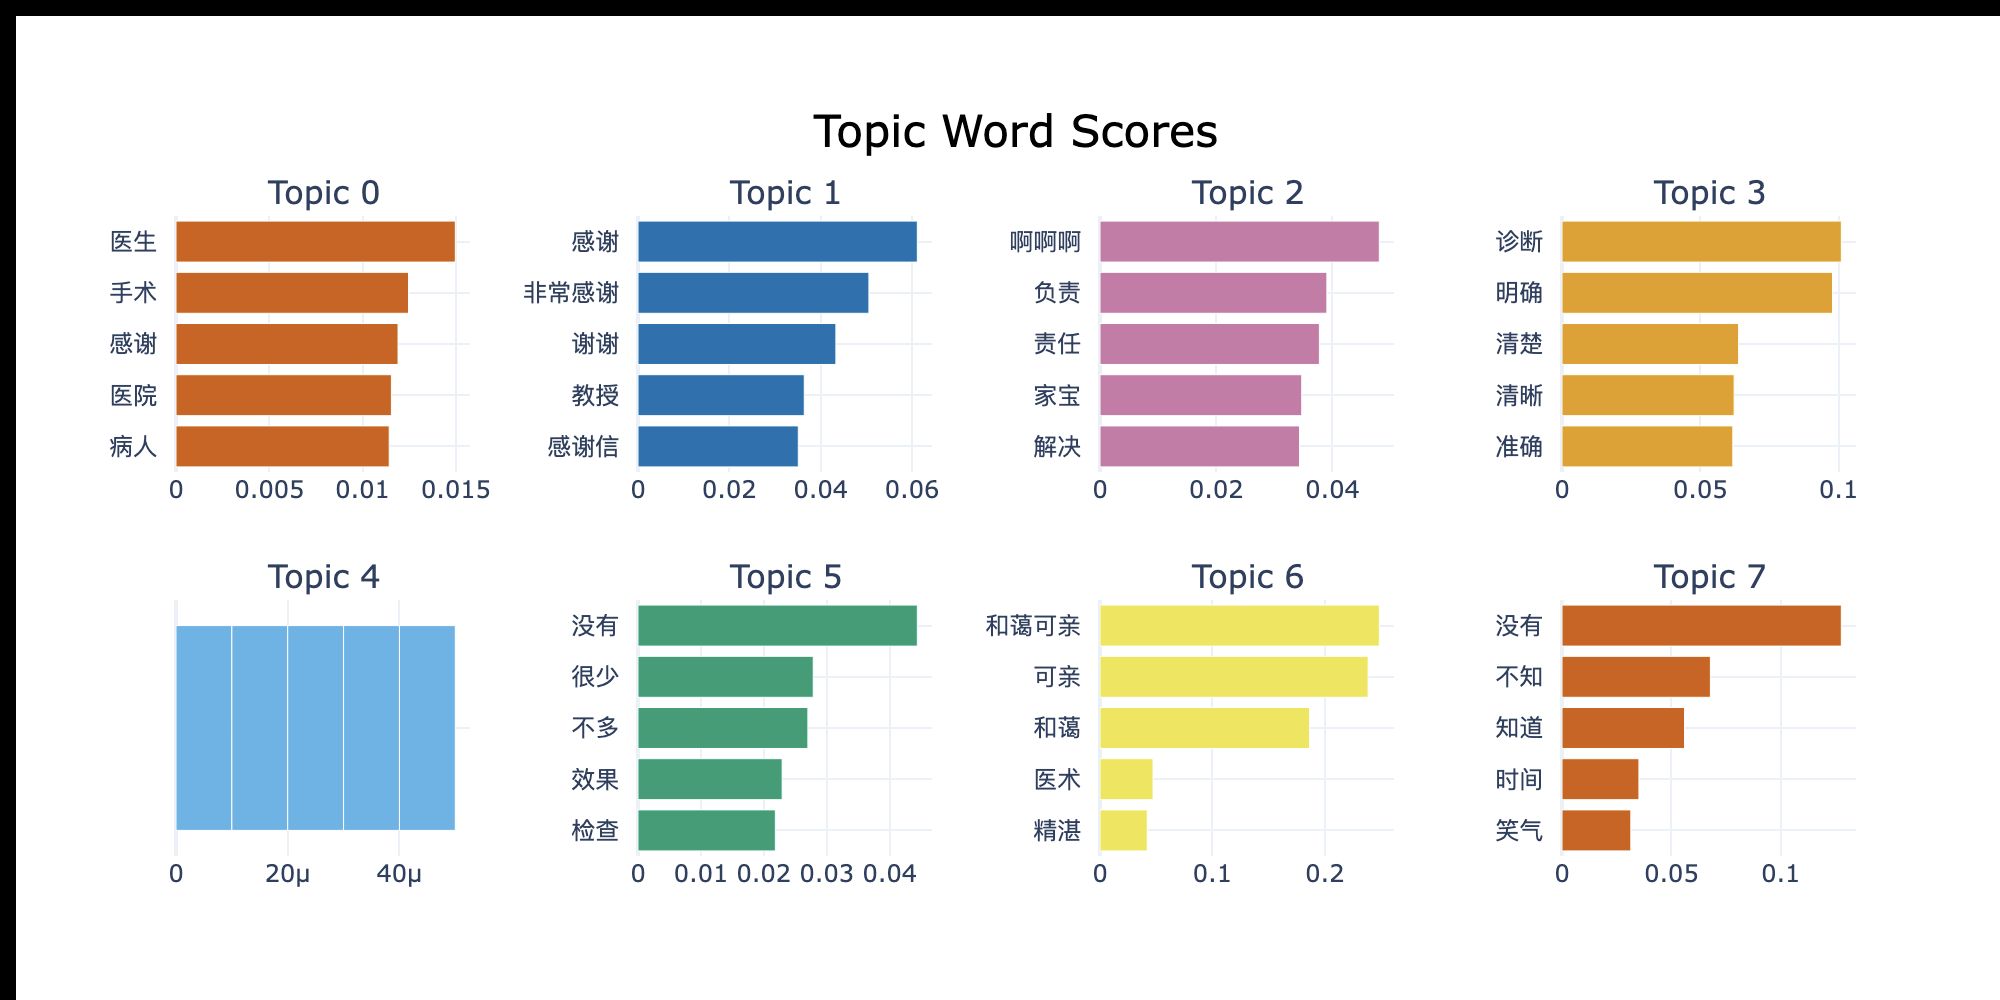 Topic Word Scores
Topic 0
医生
手术
感谢
医院
病人
0 0.005 0.01 0.015
Topic 1
感谢
非常感谢
谢谢
教授
感谢信
0 0.02 0.04 0.06
Topic 2
啊啊啊
负责
责任
家宝
解决
0 0.02 0.04
Topic 3
诊断
明确
清楚
清晰
准确
0 0.05 0.1
Topic 4
0 20μ 40μ
Topic 5
没有
很少
不多
效果
检查
0 0.01 0.02 0.03 0.04
Topic 6
和蔼可亲
可亲
和蔼
医术
精湛
0 0.1 0.2
Topic 7
没有
不知
知道
时间
笑气
0 0.05 0.1